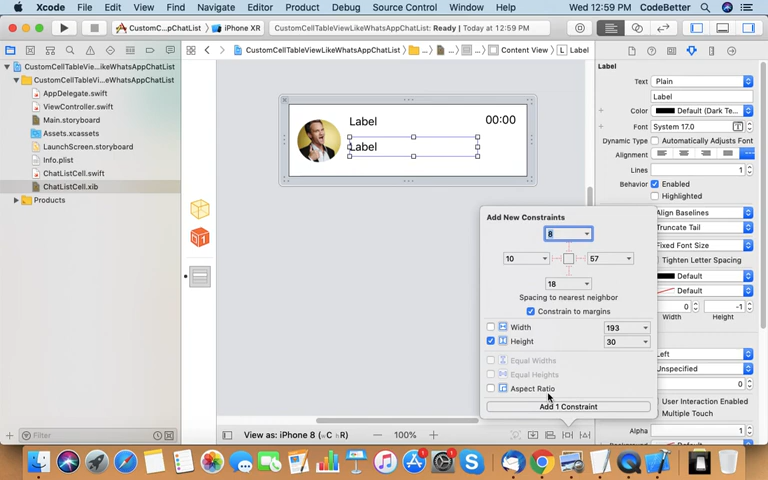 Xcode File Edit View Find Navigate Editor Product Debug Source Control Window Help Wed 12:59 PM CodeBetter
CustomC...pChatList iPhone XR CustomCellTableViewLikeWhatsAppChatList: Ready | Today at 12:59 PM
CustomCellTableViewLikeWhatsAppChatList ... ... Content View L Label
CustomCellTableVi...ikeWhatsAppChatList
CustomCellTableVi...eWhatsAppChatList
AppDelegate.swift
ViewController.swift
Main.storyboard
Assets.xcassets
LaunchScreen.storyboard
Info.plist
ChatListCell.swift
ChatListCell.xib
Products
Filter
Label 00:00
Label
Add New Constraints
8
10 57
18
Spacing to nearest neighbor
Constrain to margins
Width 193
Height 30
Equal Widths
Equal Heights
Aspect Ratio
Add 1 Constraint
View as: iPhone 8 (wC hR) 100%
Label
Text Plain
Label
Color Default (Dark Te...
Font System 17.0
Dynamic Type Automatically Adjusts Font
Alignment
Lines 1
Behavior Enabled
Highlighted
Align Baselines
Truncate Tail
Fixed Font Size
Tighten Letter Spacing
Default
Default
0 -1
Width Height
Left
Unspecified
0
User Interaction Enabled
Multiple Touch
Alpha 1
Default